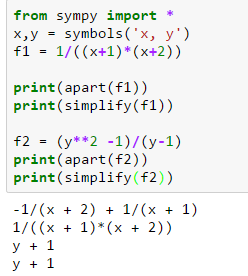 from sympy import *
x,y = symbols('x, y')
f1 = 1/((x+1)*(x+2))
print(apart(f1))
print(simplify(f1))
f2 = (y**2 -1)/(y-1)
print(apart(f2))
print(simplify(f2))
-1/(x + 2) + 1/(x + 1)
1/((x + 1)*(x + 2))
y + 1
y + 1